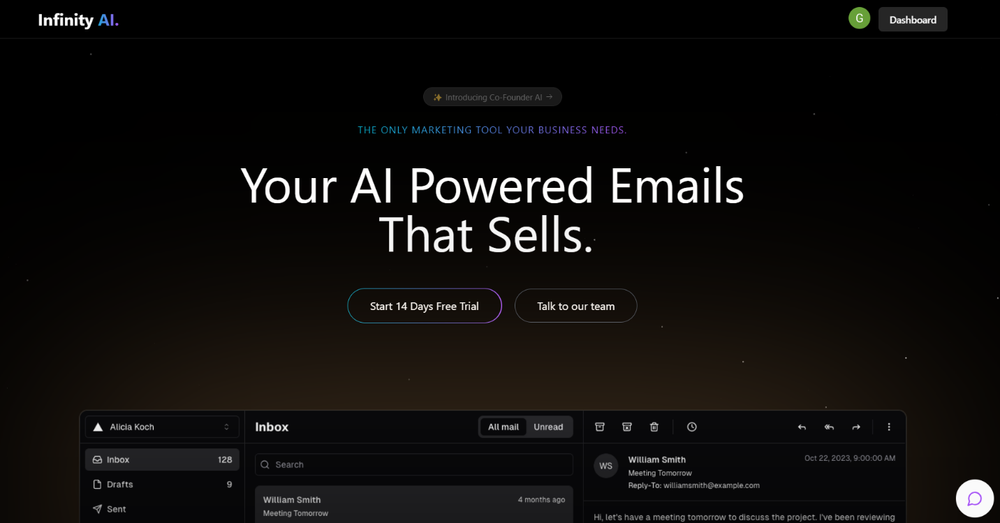 Infinity AI.
G
Dashboard
✨ Introducing Co-Founder AI →
THE ONLY MARKETING TOOL YOUR BUSINESS NEEDS.
Your AI Powered Emails
That Sells.
Start 14 Days Free Trial
Talk to our team
Alicia Koch
Inbox 128
Drafts 9
Sent
Inbox
All mail
Unread
Search
William Smith 4 months ago
Meeting Tomorrow
WS
William Smith
Oct 22, 2023, 9:00:00 AM
Meeting Tomorrow
Reply-To: williamsmith@example.com
Hi, let's have a meeting tomorrow to discuss the project. I've been reviewing